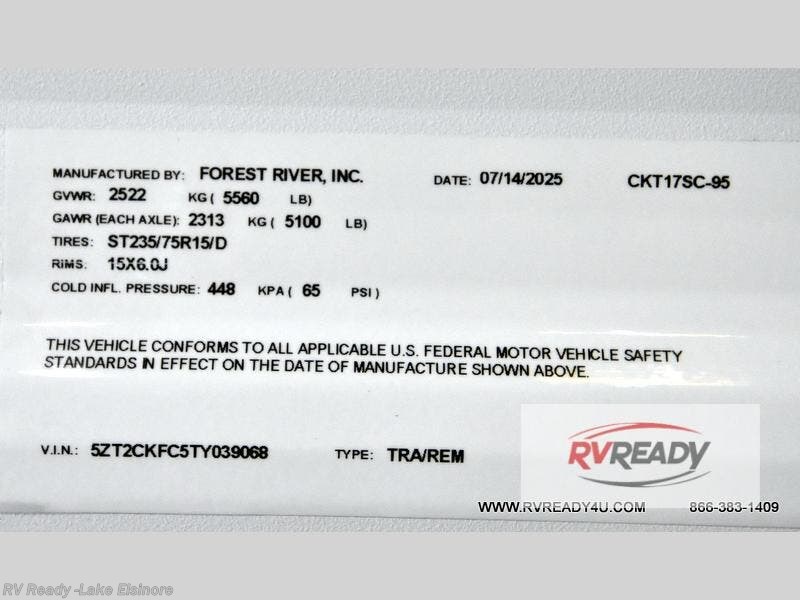 MANUFACTURED BY: FOREST RIVER, INC. DATE: 07/14/2025 CKT17SC-95
GVWR: 2522 KG ( 5560 LB)
GAWR (EACH AXLE): 2313 KG ( 5100 LB)
TIRES: ST235/75R15/D
RIMS: 15X6.0J
COLD INFL. PRESSURE: 448 KPA ( 65 PSI )
THIS VEHICLE CONFORMS TO ALL APPLICABLE U.S. FEDERAL MOTOR VEHICLE SAFETY
STANDARDS IN EFFECT ON THE DATE OF MANUFACTURE SHOWN ABOVE.
V.I.N.: 5ZT2CKFC5TY039068 TYPE: TRA/REM
RVREADY
WWW.RVREADY4U.COM 866-383-1409
RV Ready -Lake Elsinore